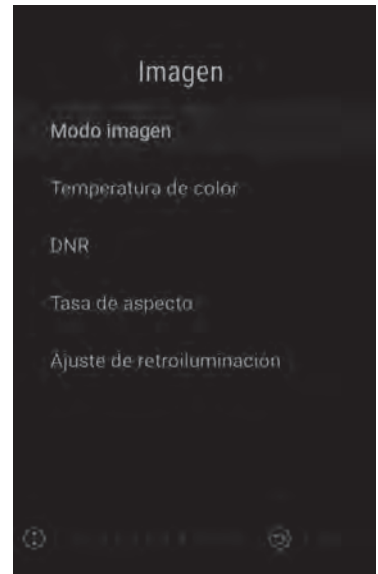 Imagen
Modo imagen
Temperatura de color
DNR
Tasa de aspecto
Ajuste de retroiluminación